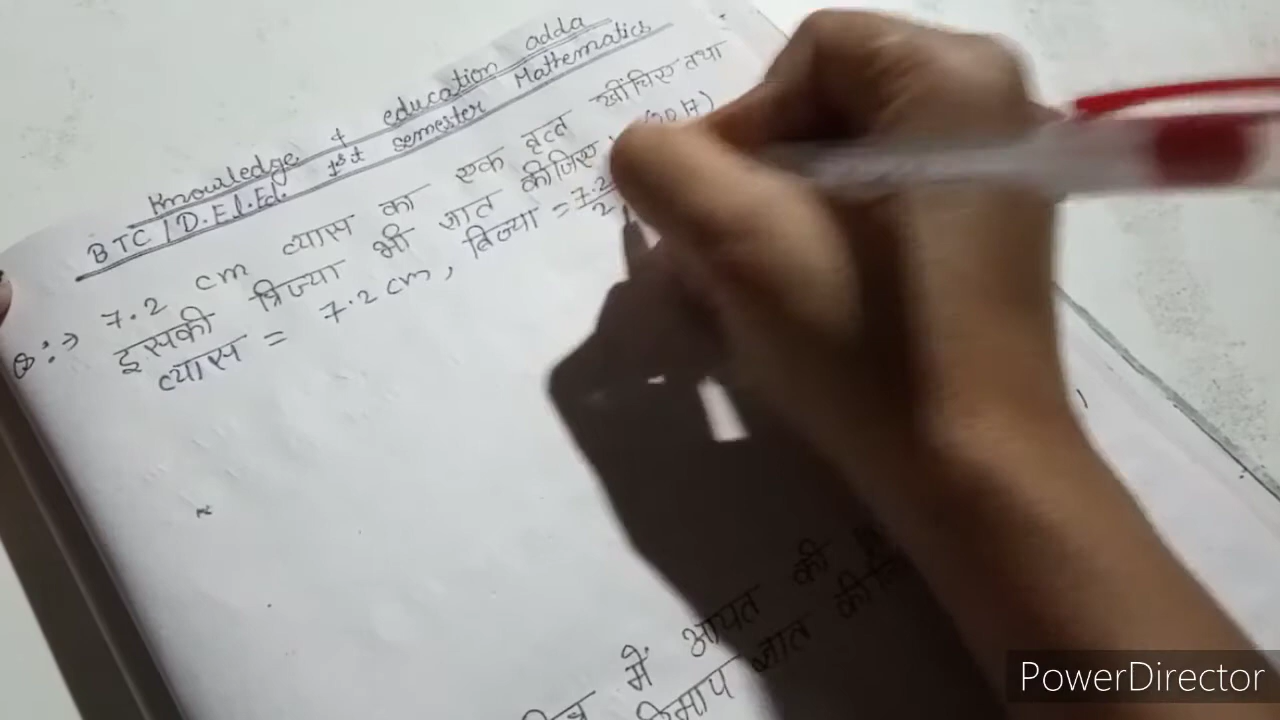 Knowledge & education adda
BTC/D.El.Ed. 1st semester Mathematics
Q:→ 7.2 cm व्यास का एक वृत्त खींचिए तथा
इसकी त्रिज्या भी ज्ञात कीजिए। (2017)
व्यास = 7.2 cm, त्रिज्या = 7.2/2
में आयत की
ज्ञात
PowerDirector